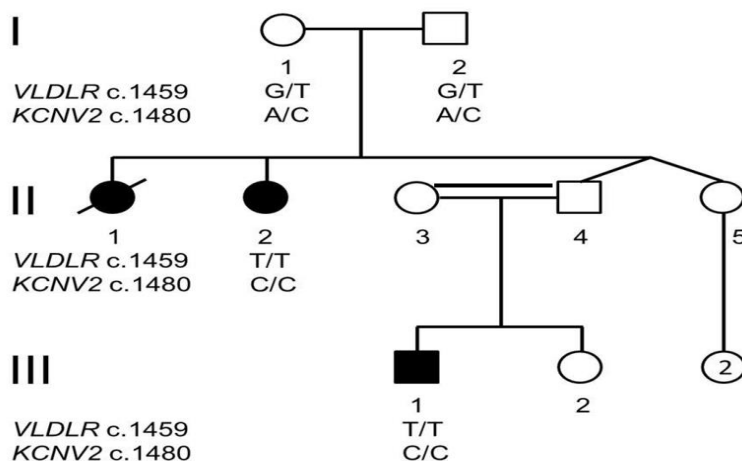 I
1 2
VLDLR c.1459 G/T G/T
KCNV2 c.1480 A/C A/C
II
1 2 3 4 5
VLDLR c.1459 T/T
KCNV2 c.1480 C/C
III
2
1 2
VLDLR c.1459 T/T
KCNV2 c.1480 C/C